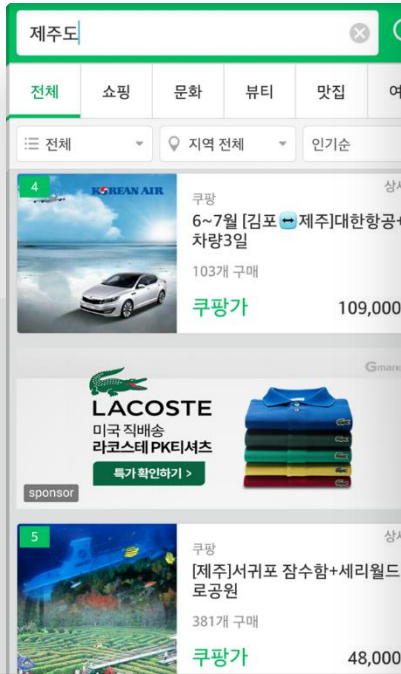 제주도
전체 쇼핑 문화 뷰티 맛집
전체 지역 전체 인기순
4
KOREAN AIR
쿠팡
6~7월 [김포↔제주]대한항공+
차량3일
103개 구매
쿠팡가 109,000
LACOSTE
미국 직배송
라코스테 PK티셔츠
특가 확인하기 >
sponsor
5
쿠팡
[제주]서귀포 잠수함+세리월드
로공원
381개 구매
쿠팡가 48,000